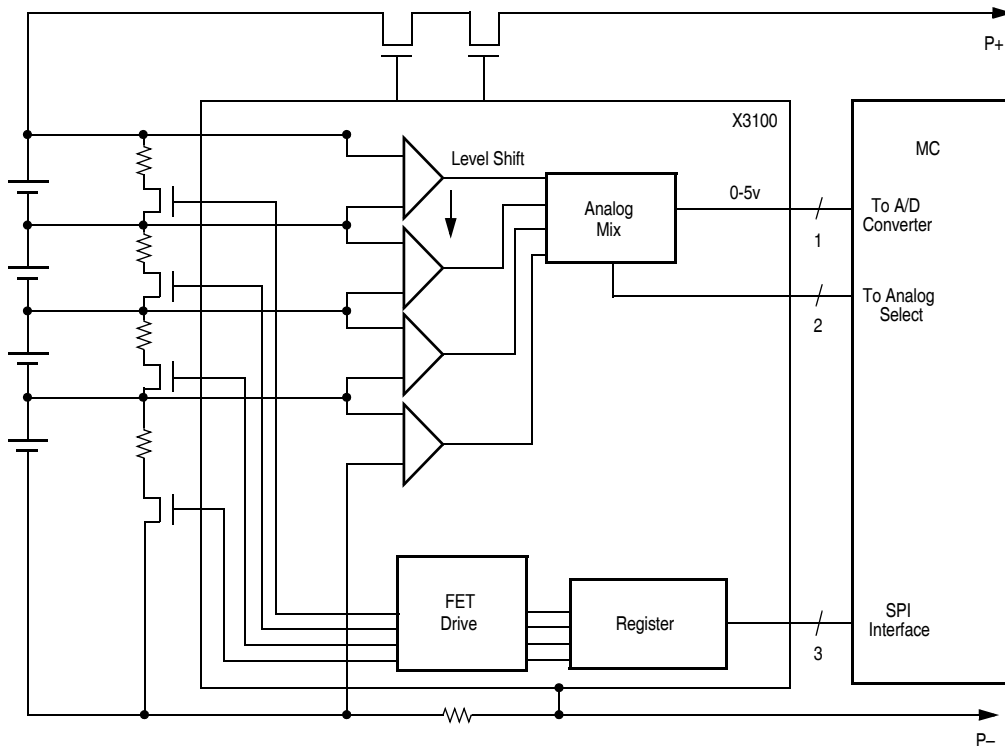 P+
X3100
MC
Level Shift
Analog
Mix
0-5v
1
To A/D
Converter
2
To Analog
Select
FET
Drive
Register
3
SPI
Interface
P–